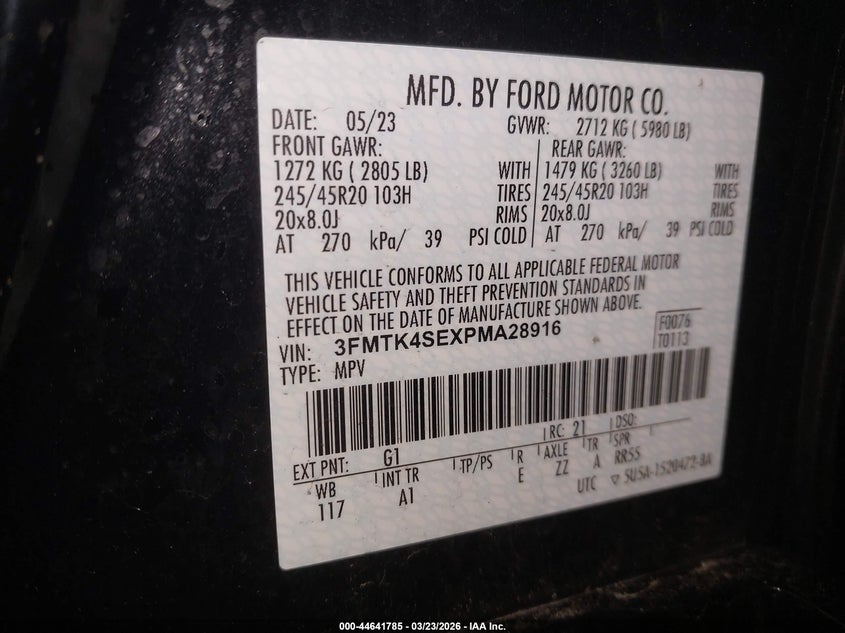 MFD. BY FORD MOTOR CO.
DATE: 05/23 GVWR: 2712 KG ( 5980 LB)
FRONT GAWR: REAR GAWR:
1272 KG ( 2805 LB) WITH 1479 KG ( 3260 LB) WITH
245/45R20 103H TIRES 245/45R20 103H TIRES
20x8.0J RIMS 20x8.0J RIMS
AT 270 kPa/ 39 PSI COLD AT 270 kPa/ 39 PSI COLD
THIS VEHICLE CONFORMS TO ALL APPLICABLE FEDERAL MOTOR
VEHICLE SAFETY AND THEFT PREVENTION STANDARDS IN
EFFECT ON THE DATE OF MANUFACTURE SHOWN ABOVE.
VIN: 3FMTK4SEXPMA28916 F0076
TYPE: MPV T0113
EXT PNT: G1 RC: 21 DSO:
WB INT TR TP/PS R AXLE TR SPR
117 A1 E ZZ A RR55
UTC ▽ SU5A-1520472-BA
000-44641785 | 03/23/2026 - IAA Inc.